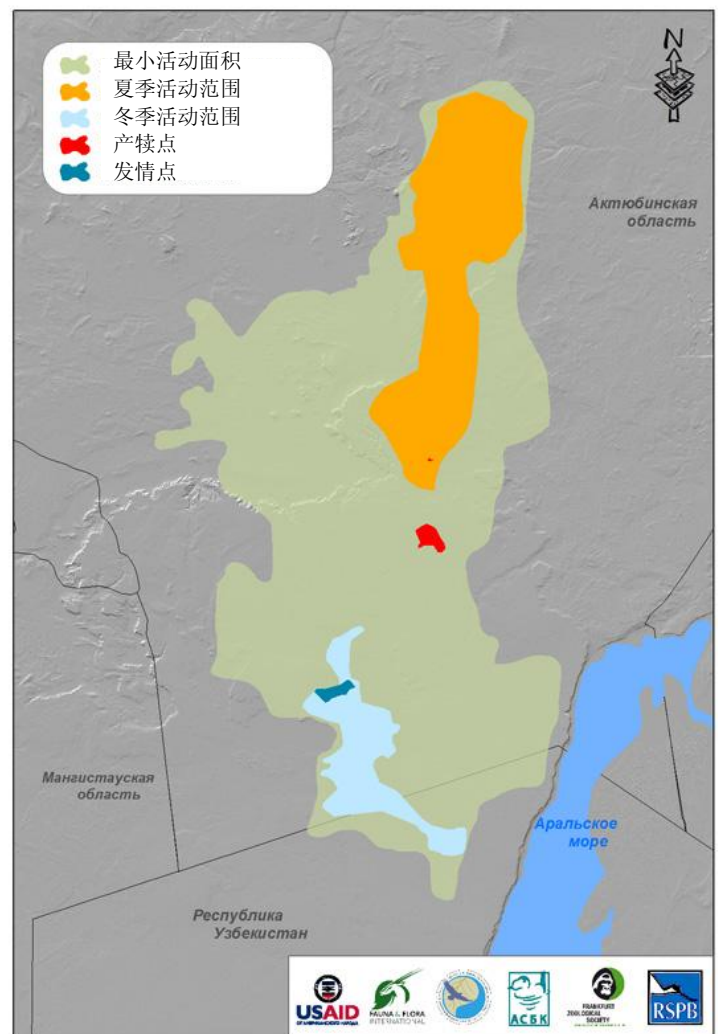 最小活动面积
夏季活动范围
冬季活动范围
产犊点
发情点
N
Актюбинская
область
Мангистауская
область
Аральское
море
Республика
Узбекистан
USAID
FAUNA & FLORA
INTERNATIONAL
АСБК
FRANKFURT
ZOOLOGICAL
SOCIETY
RSPB